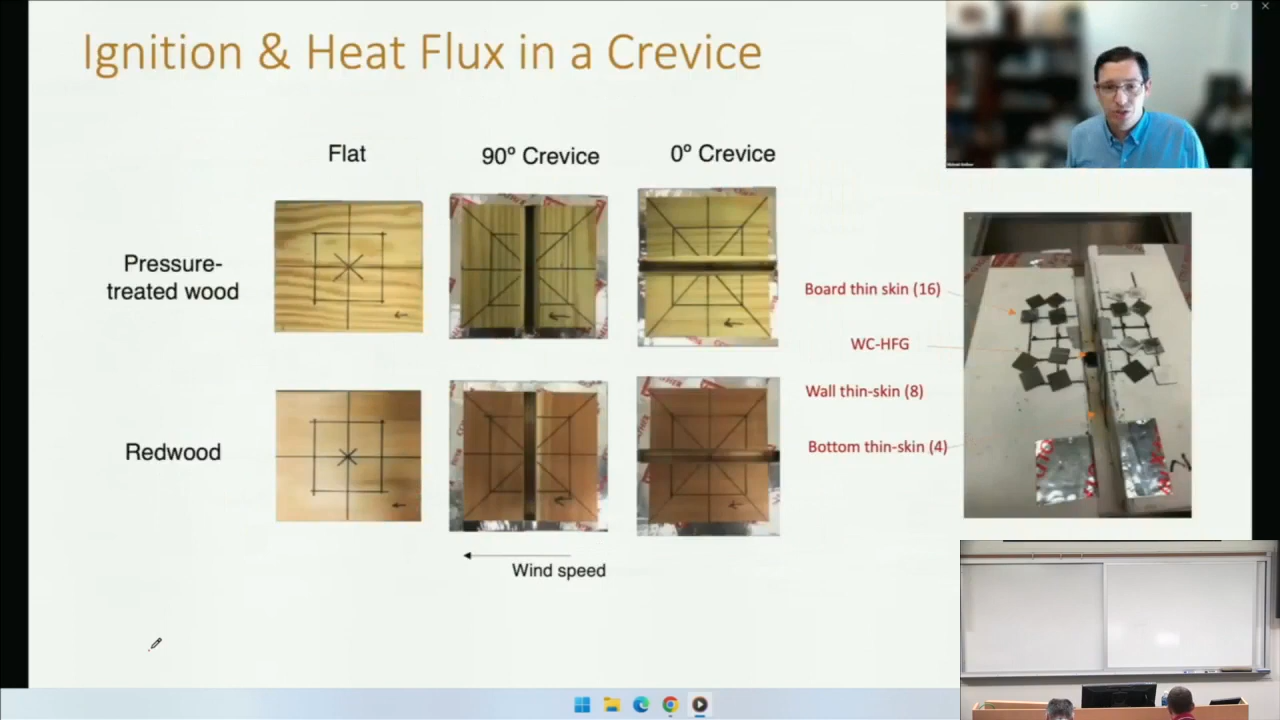 Ignition & Heat Flux in a Crevice
Flat
90º Crevice
0º Crevice
Pressure-
treated wood
Redwood
Board thin skin (16)
WC-HFG
Wall thin-skin (8)
Bottom thin-skin (4)
Wind speed